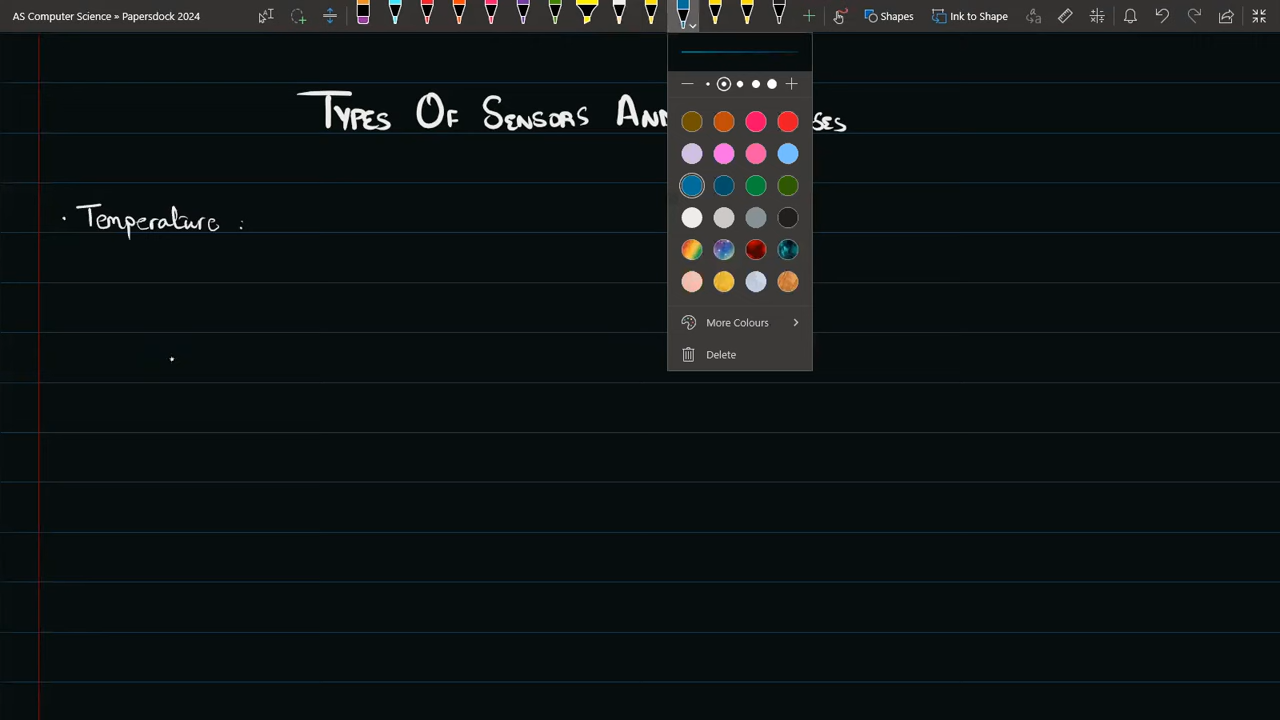 AS Computer Science » Papersdock 2024
Shapes
Ink to Shape
TYPES OF SENSORS AND
SES
. Temperature :
More Colours
Delete